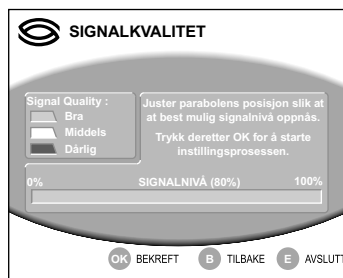 SIGNALKVALITET
Signal Quality :
Bra
Middels
Dårlig
Juster parabolens posisjon slik at
at best mulig signalnivå oppnås.
Trykk deretter OK for å starte
instillingsprosessen.
0% SIGNALNIVÅ (80%) 100%
OK BEKREFT B TILBAKE E AVSLUTT